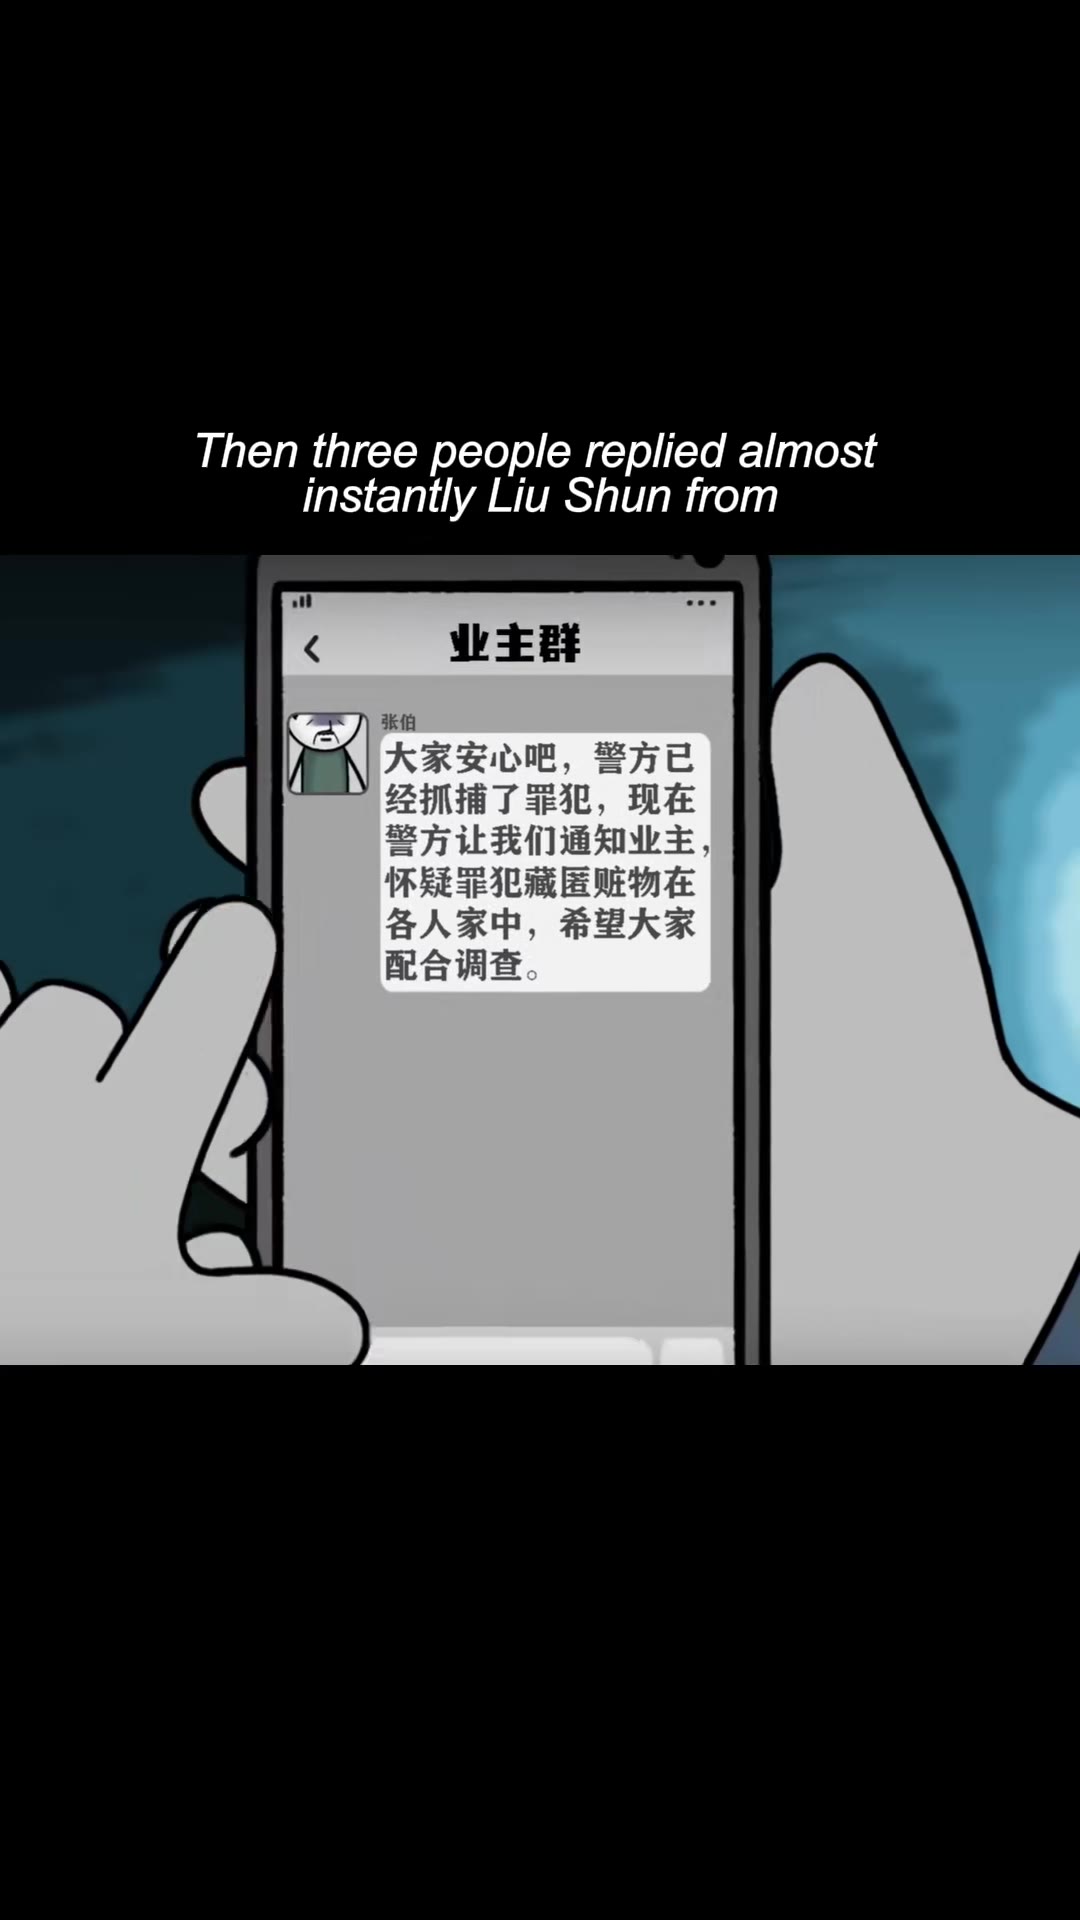 Then three people replied almost
instantly Liu Shun from
业主群
张伯
大家安心吧，警方已
经抓捕了罪犯，现在
警方让我们通知业主，
怀疑罪犯藏匿赃物在
各人家中，希望大家
配合调查。